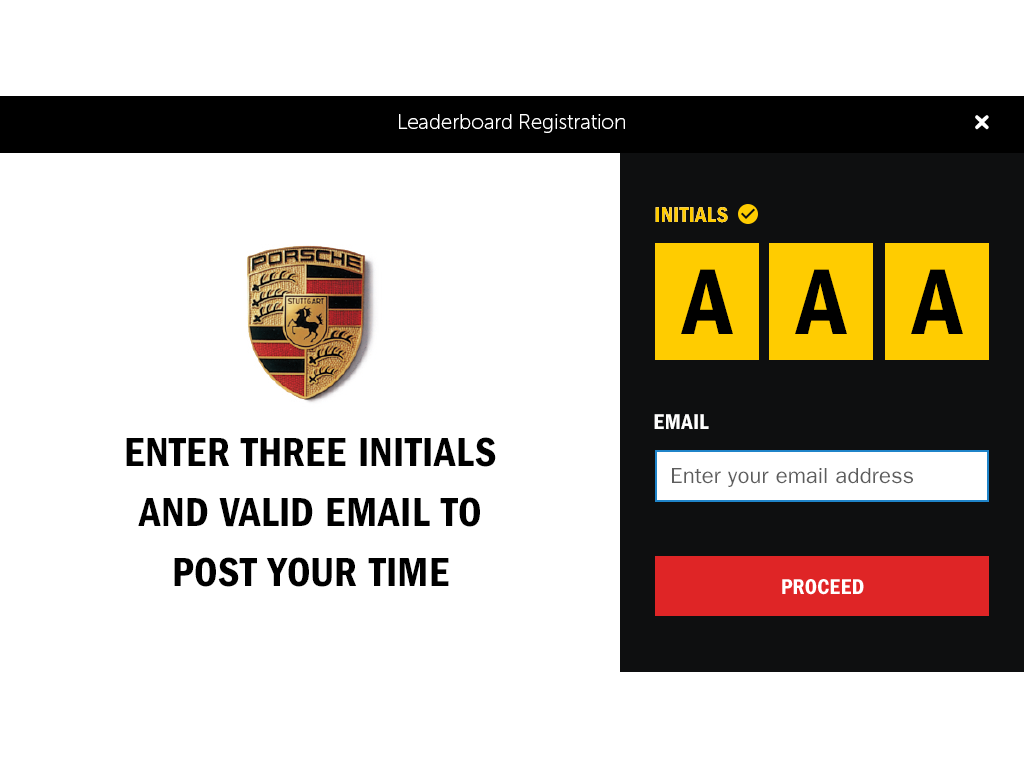 Leaderboard Registration
PORSCHE
STUTTGART
ENTER THREE INITIALS
AND VALID EMAIL TO
POST YOUR TIME
INITIALS
A A A
EMAIL
Enter your email address
PROCEED